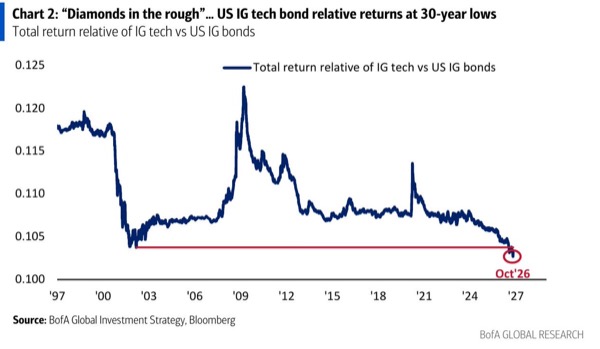 Chart 2: “Diamonds in the rough”... US IG tech bond relative returns at 30-year lows
Total return relative of IG tech vs US IG bonds
0.125
Total return relative of IG tech vs US IG bonds
0.120
0.115
0.110
0.105
0.100
Oct'26
'97 '00 '03 '06 '09 '12 '15 '18 '21 '24 '27
Source: BofA Global Investment Strategy, Bloomberg
BofA GLOBAL RESEARCH